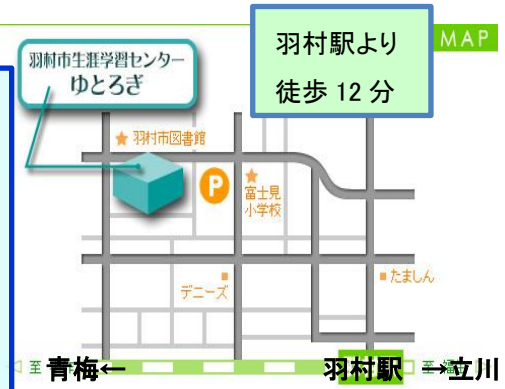 羽村駅より
徒歩 12 分
MAP
羽村市生涯学習センター
ゆとろぎ
★ 羽村市図書館
P
★
富士見
小学校
デニーズ
たましん
至
青梅←
羽村駅
→立川
至